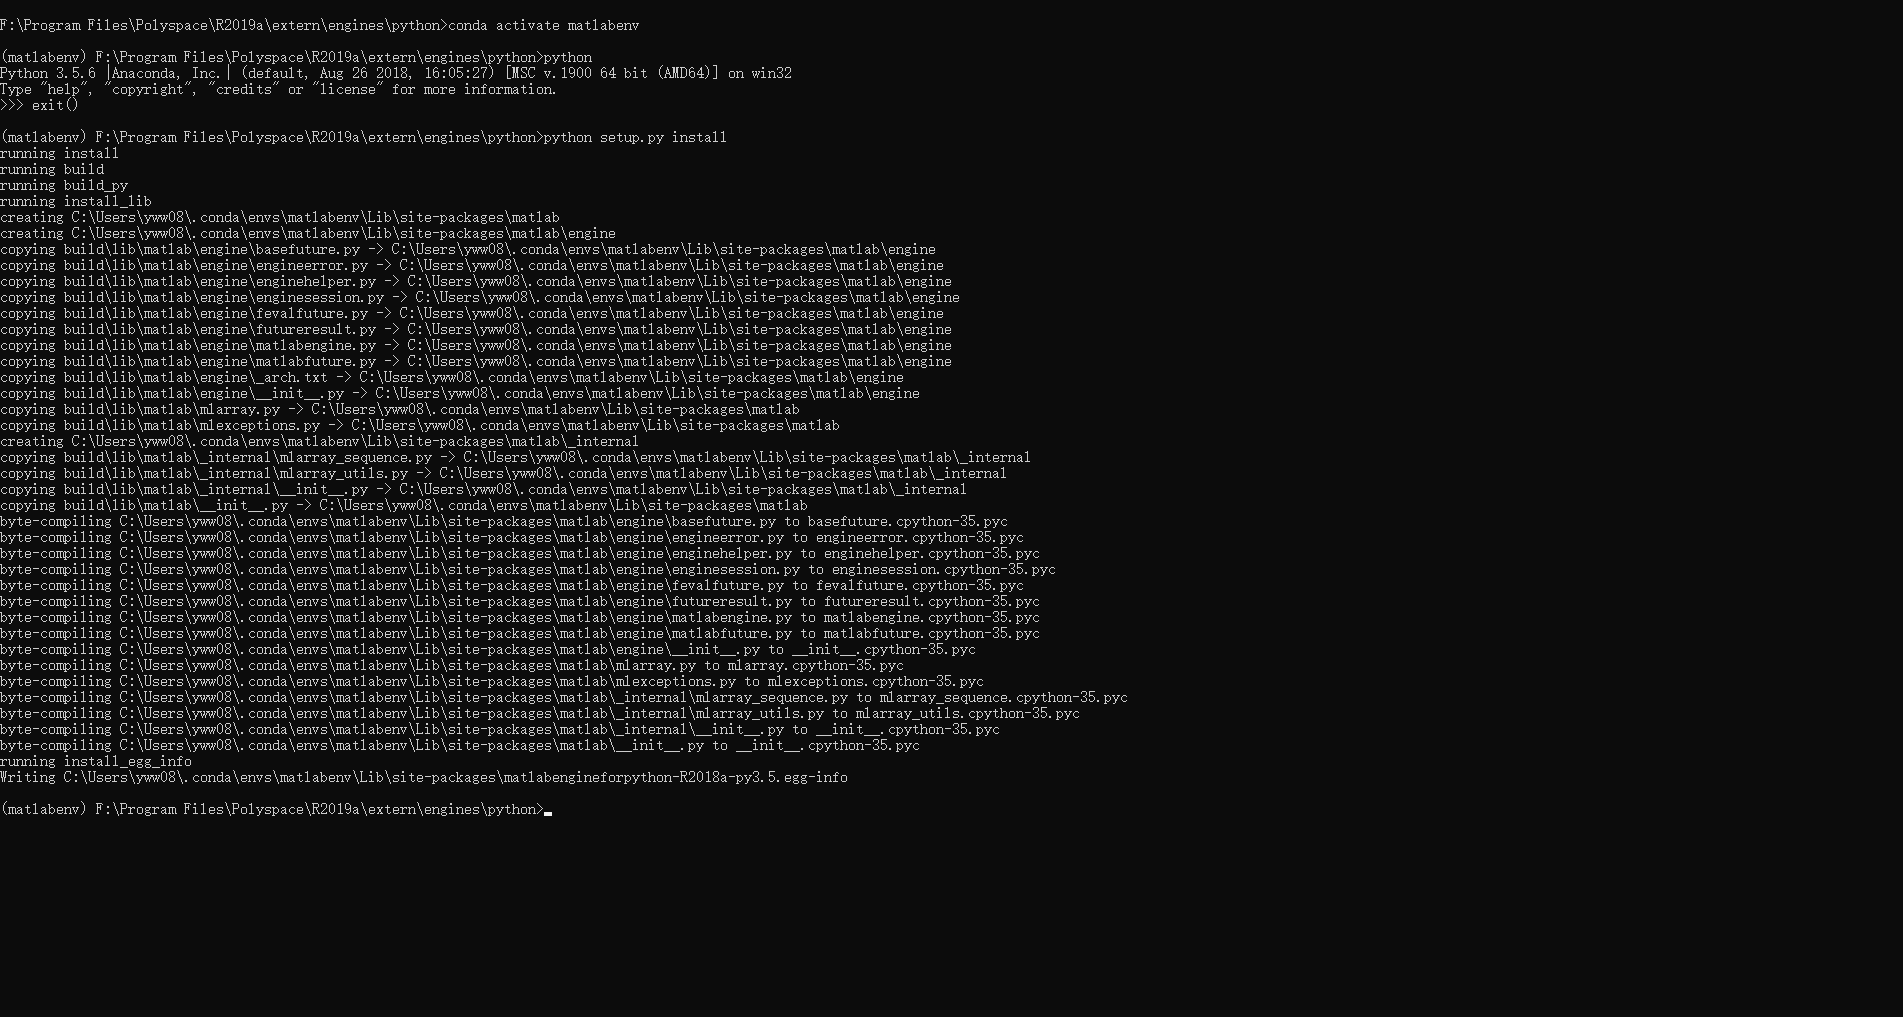 F:\Program Files\Polyspace\R2019a\extern\engines\python>conda activate matlabenv
(matlabenv) F:\Program Files\Polyspace\R2019a\extern\engines\python>python
Python 3.5.6 |Anaconda, Inc.| (default, Aug 26 2018, 16:05:27) [MSC v.1900 64 bit (AMD64)] on win32
Type "help", "copyright", "credits" or "license" for more information.
>>> exit()
(matlabenv) F:\Program Files\Polyspace\R2019a\extern\engines\python>python setup.py install
running install
running build
running build_py
running install_lib
creating C:\Users\yww08\.conda\envs\matlabenv\Lib\site-packages\matlab
creating C:\Users\yww08\.conda\envs\matlabenv\Lib\site-packages\matlab\engine
copying build\lib\matlab\engine\basefuture.py -> C:\Users\yww08\.conda\envs\matlabenv\Lib\site-packages\matlab\engine
copying build\lib\matlab\engine\engineerror.py -> C:\Users\yww08\.conda\envs\matlabenv\Lib\site-packages\matlab\engine
copying build\lib\matlab\engine\enginehelper.py -> C:\Users\yww08\.conda\envs\matlabenv\Lib\site-packages\matlab\engine
copying build\lib\matlab\engine\enginesession.py -> C:\Users\yww08\.conda\envs\matlabenv\Lib\site-packages\matlab\engine
copying build\lib\matlab\engine\fevalfuture.py -> C:\Users\yww08\.conda\envs\matlabenv\Lib\site-packages\matlab\engine
copying build\lib\matlab\engine\futureresult.py -> C:\Users\yww08\.conda\envs\matlabenv\Lib\site-packages\matlab\engine
copying build\lib\matlab\engine\matlabengine.py -> C:\Users\yww08\.conda\envs\matlabenv\Lib\site-packages\matlab\engine
copying build\lib\matlab\engine\matlabfuture.py -> C:\Users\yww08\.conda\envs\matlabenv\Lib\site-packages\matlab\engine
copying build\lib\matlab\engine\_arch.txt -> C:\Users\yww08\.conda\envs\matlabenv\Lib\site-packages\matlab\engine
copying build\lib\matlab\engine\__init__.py -> C:\Users\yww08\.conda\envs\matlabenv\Lib\site-packages\matlab\engine
copying build\lib\matlab\mlarray.py -> C:\Users\yww08\.conda\envs\matlabenv\Lib\site-packages\matlab
copying build\lib\matlab\mlexceptions.py -> C:\Users\yww08\.conda\envs\matlabenv\Lib\site-packages\matlab
creating C:\Users\yww08\.conda\envs\matlabenv\Lib\site-packages\matlab\_internal
copying build\lib\matlab\_internal\mlarray_sequence.py -> C:\Users\yww08\.conda\envs\matlabenv\Lib\site-packages\matlab\_internal
copying build\lib\matlab\_internal\mlarray_utils.py -> C:\Users\yww08\.conda\envs\matlabenv\Lib\site-packages\matlab\_internal
copying build\lib\matlab\_internal\__init__.py -> C:\Users\yww08\.conda\envs\matlabenv\Lib\site-packages\matlab\_internal
copying build\lib\matlab\__init__.py -> C:\Users\yww08\.conda\envs\matlabenv\Lib\site-packages\matlab
byte-compiling C:\Users\yww08\.conda\envs\matlabenv\Lib\site-packages\matlab\engine\basefuture.py to basefuture.cpython-35.pyc
byte-compiling C:\Users\yww08\.conda\envs\matlabenv\Lib\site-packages\matlab\engine\engineerror.py to engineerror.cpython-35.pyc
byte-compiling C:\Users\yww08\.conda\envs\matlabenv\Lib\site-packages\matlab\engine\enginehelper.py to enginehelper.cpython-35.pyc
byte-compiling C:\Users\yww08\.conda\envs\matlabenv\Lib\site-packages\matlab\engine\enginesession.py to enginesession.cpython-35.pyc
byte-compiling C:\Users\yww08\.conda\envs\matlabenv\Lib\site-packages\matlab\engine\fevalfuture.py to fevalfuture.cpython-35.pyc
byte-compiling C:\Users\yww08\.conda\envs\matlabenv\Lib\site-packages\matlab\engine\futureresult.py to futureresult.cpython-35.pyc
byte-compiling C:\Users\yww08\.conda\envs\matlabenv\Lib\site-packages\matlab\engine\matlabengine.py to matlabengine.cpython-35.pyc
byte-compiling C:\Users\yww08\.conda\envs\matlabenv\Lib\site-packages\matlab\engine\matlabfuture.py to matlabfuture.cpython-35.pyc
byte-compiling C:\Users\yww08\.conda\envs\matlabenv\Lib\site-packages\matlab\engine\__init__.py to __init__.cpython-35.pyc
byte-compiling C:\Users\yww08\.conda\envs\matlabenv\Lib\site-packages\matlab\mlarray.py to mlarray.cpython-35.pyc
byte-compiling C:\Users\yww08\.conda\envs\matlabenv\Lib\site-packages\matlab\mlexceptions.py to mlexceptions.cpython-35.pyc
byte-compiling C:\Users\yww08\.conda\envs\matlabenv\Lib\site-packages\matlab\_internal\mlarray_sequence.py to mlarray_sequence.cpython-35.pyc
byte-compiling C:\Users\yww08\.conda\envs\matlabenv\Lib\site-packages\matlab\_internal\mlarray_utils.py to mlarray_utils.cpython-35.pyc
byte-compiling C:\Users\yww08\.conda\envs\matlabenv\Lib\site-packages\matlab\_internal\__init__.py to __init__.cpython-35.pyc
byte-compiling C:\Users\yww08\.conda\envs\matlabenv\Lib\site-packages\matlab\__init__.py to __init__.cpython-35.pyc
running install_egg_info
Writing C:\Users\yww08\.conda\envs\matlabenv\Lib\site-packages\matlabengineforpython-R2018a-py3.5.egg-info
(matlabenv) F:\Program Files\Polyspace\R2019a\extern\engines\python>